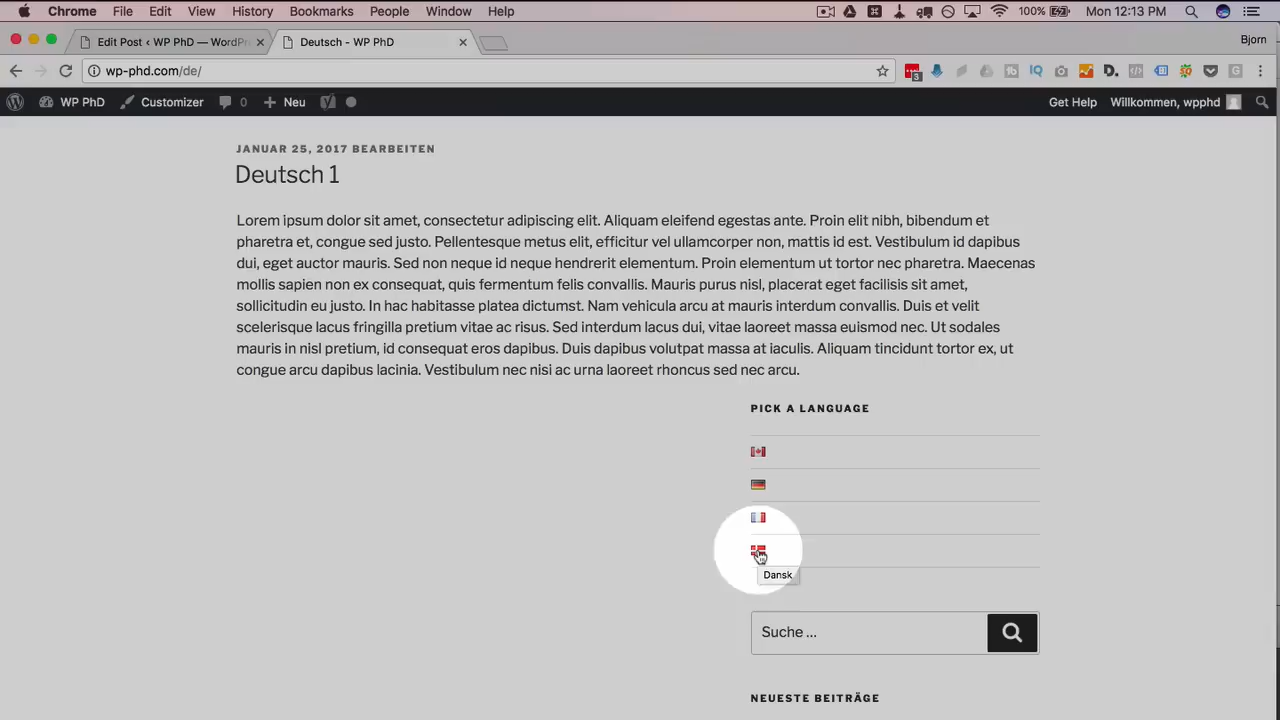 Chrome File Edit View History Bookmarks People Window Help 100% Mon 12:13 PM
Edit Post ‹ WP PhD — WordPr Deutsch - WP PhD Bjorn
wp-phd.com/de/ 3
WP PhD Customizer 0 Neu Get Help Willkommen, wpphd
JANUAR 25, 2017 BEARBEITEN
Deutsch 1
Lorem ipsum dolor sit amet, consectetur adipiscing elit. Aliquam eleifend egestas ante. Proin elit nibh, bibendum et
pharetra et, congue sed justo. Pellentesque metus elit, efficitur vel ullamcorper non, mattis id est. Vestibulum id dapibus
dui, eget auctor mauris. Sed non neque id neque hendrerit elementum. Proin elementum ut tortor nec pharetra. Maecenas
mollis sapien non ex consequat, quis fermentum felis convallis. Mauris purus nisl, placerat eget facilisis sit amet,
sollicitudin eu justo. In hac habitasse platea dictumst. Nam vehicula arcu at mauris interdum convallis. Duis et velit
scelerisque lacus fringilla pretium vitae ac risus. Sed interdum lacus dui, vitae laoreet massa euismod nec. Ut sodales
mauris in nisl pretium, id consequat eros dapibus. Duis dapibus volutpat massa at iaculis. Aliquam tincidunt tortor ex, ut
congue arcu dapibus lacinia. Vestibulum nec nisi ac urna laoreet rhoncus sed nec arcu.
PICK A LANGUAGE
Dansk
Suche ...
NEUESTE BEITRÄGE